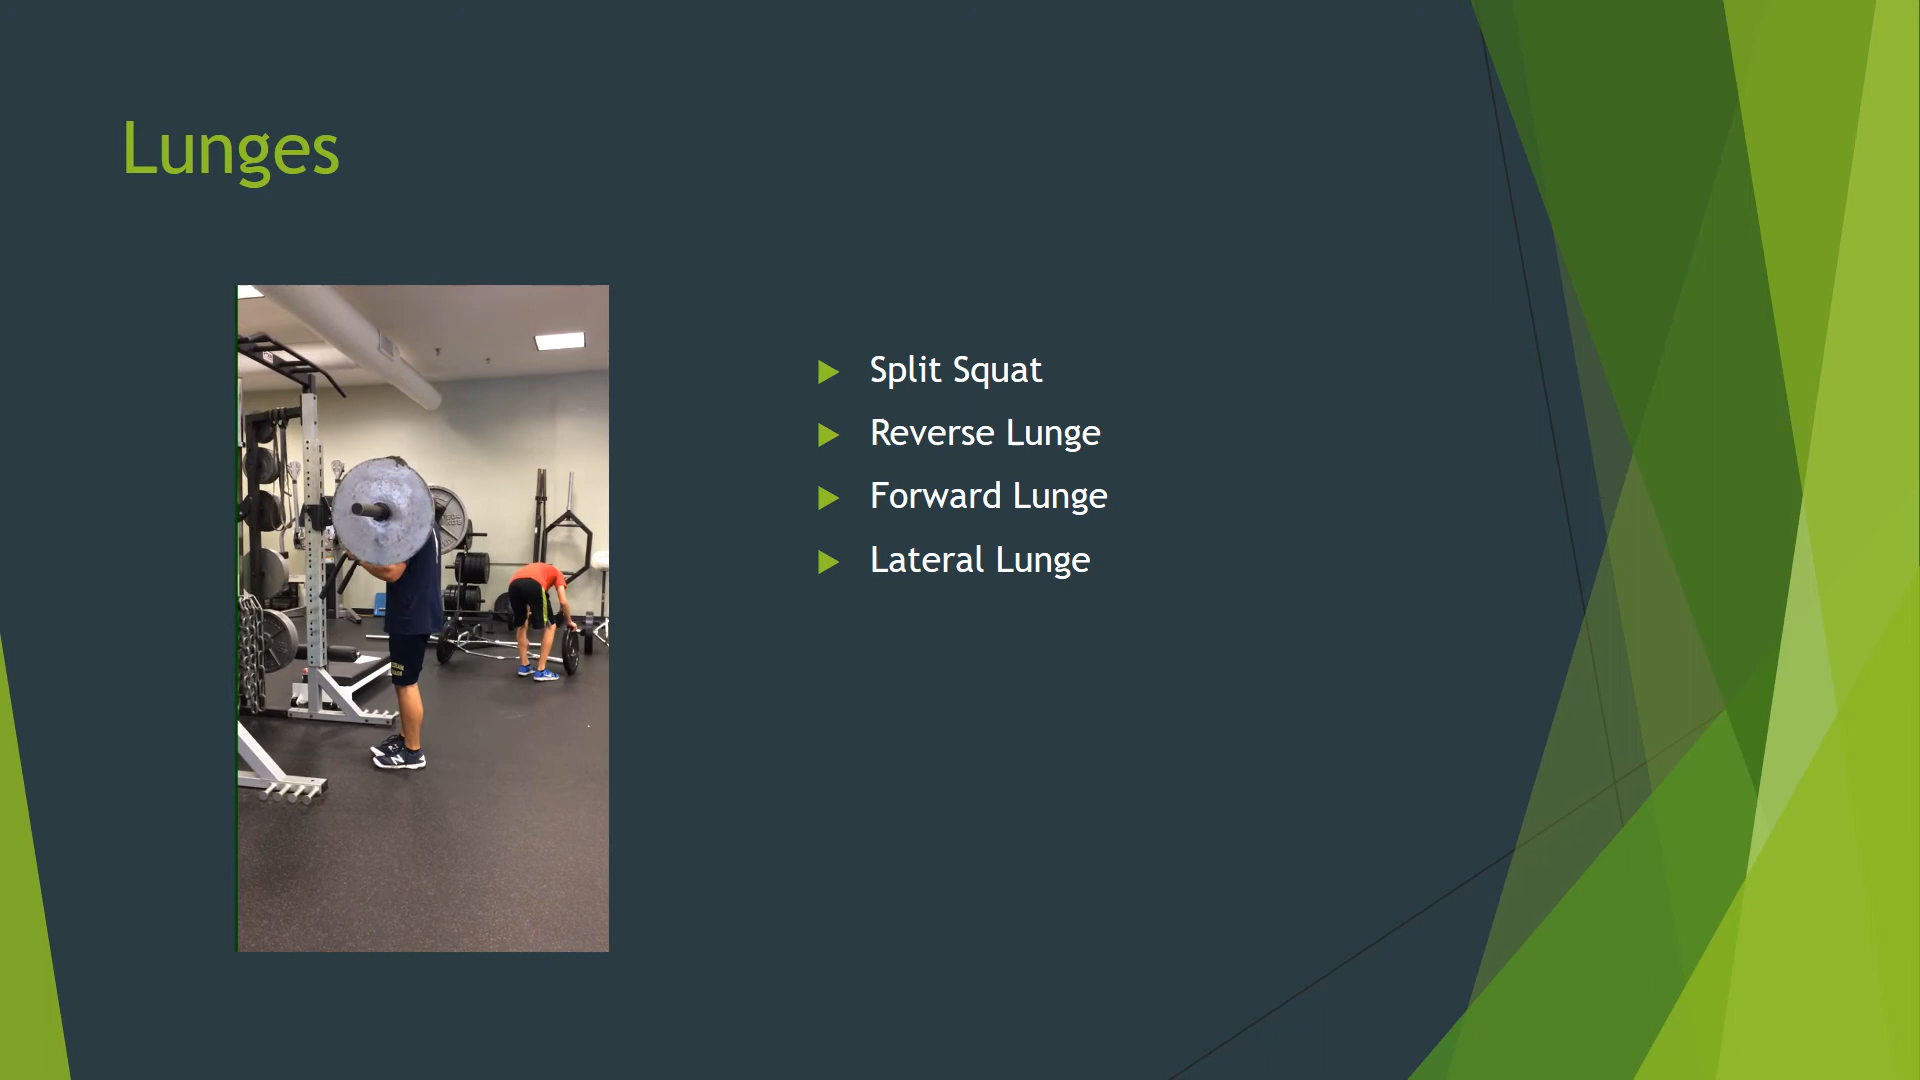 Lunges
Split Squat
Reverse Lunge
Forward Lunge
Lateral Lunge